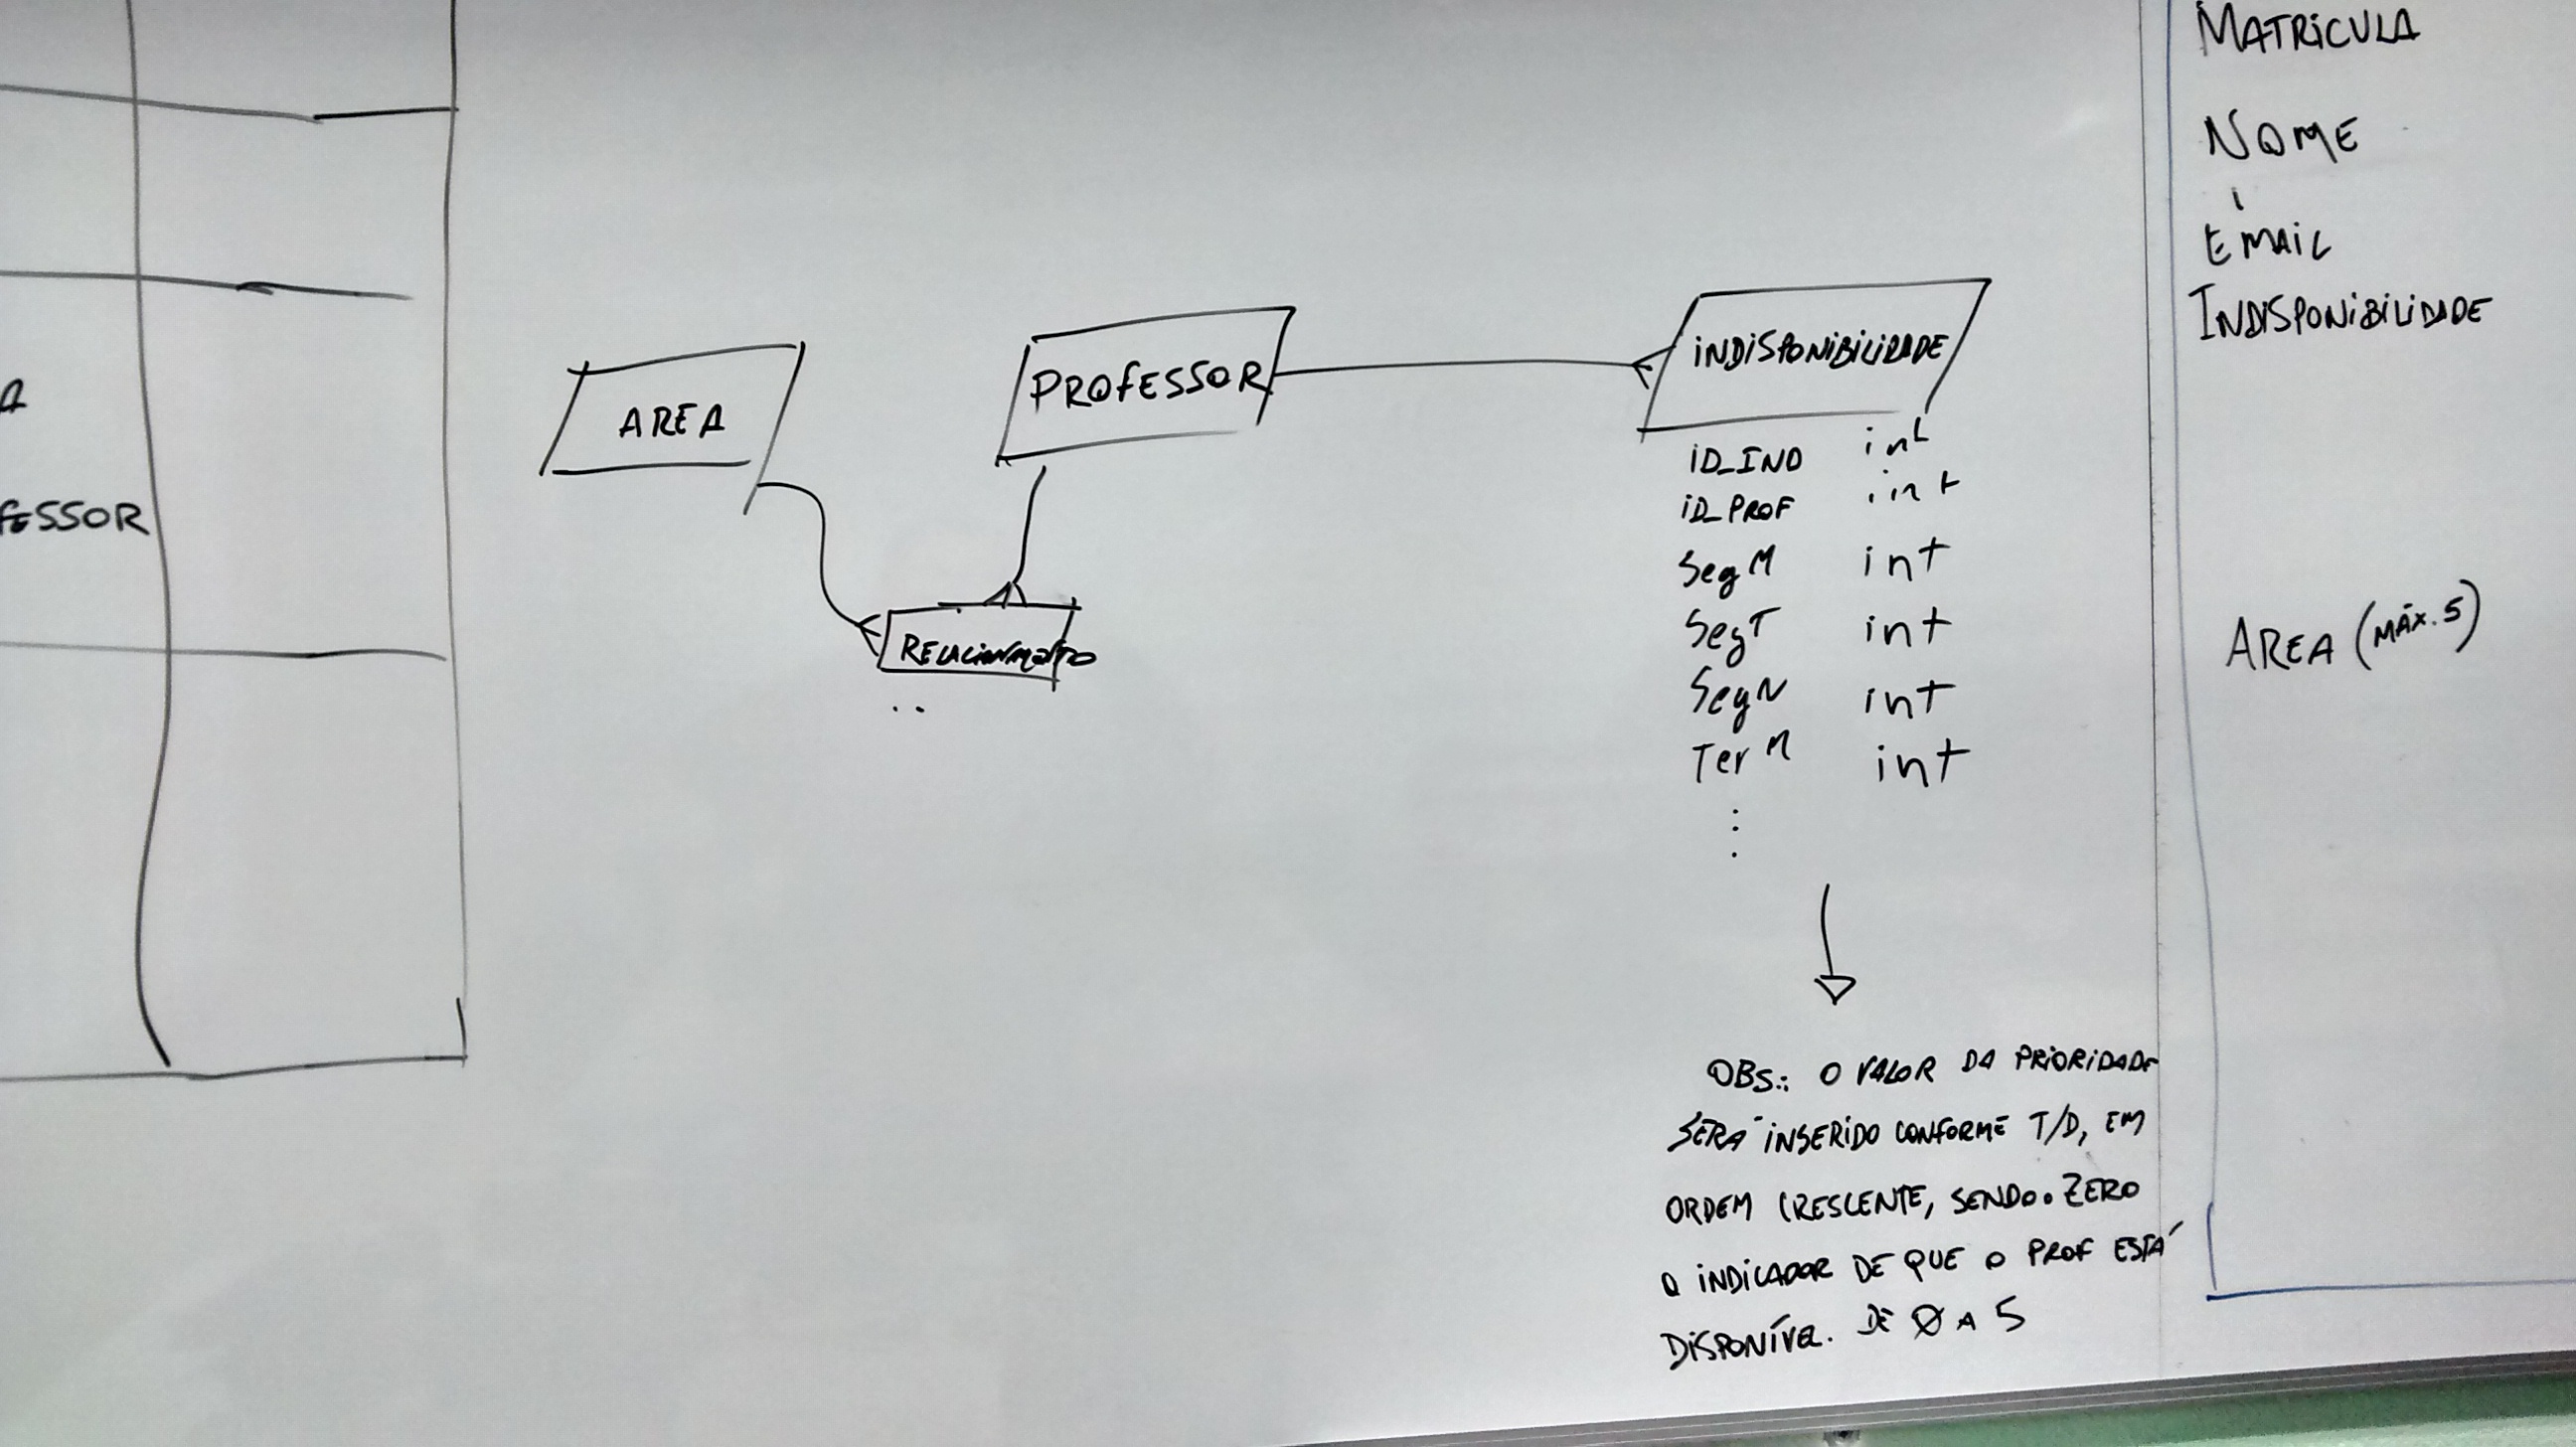 A
FESSOR
AREA
PROFESSOR
INDISPONIBILIDADE
RELACIONAMENTO
..
ID_IND int
ID_PROF int
SegM int
SegT int
SegN int
TerM int
OBS.: O VALOR DA PRIORIDADE
SERÁ INSERIDO CONFORME T/D, EM
ORDEM CRESCENTE, SENDO ZERO
O INDICADOR DE QUE O PROF ESTÁ
DISPONÍVEL. DE 0 A 5
MATRICULA
NOME
EMAIL
INDISPONIBILIDADE
AREA (MÁX. 5)